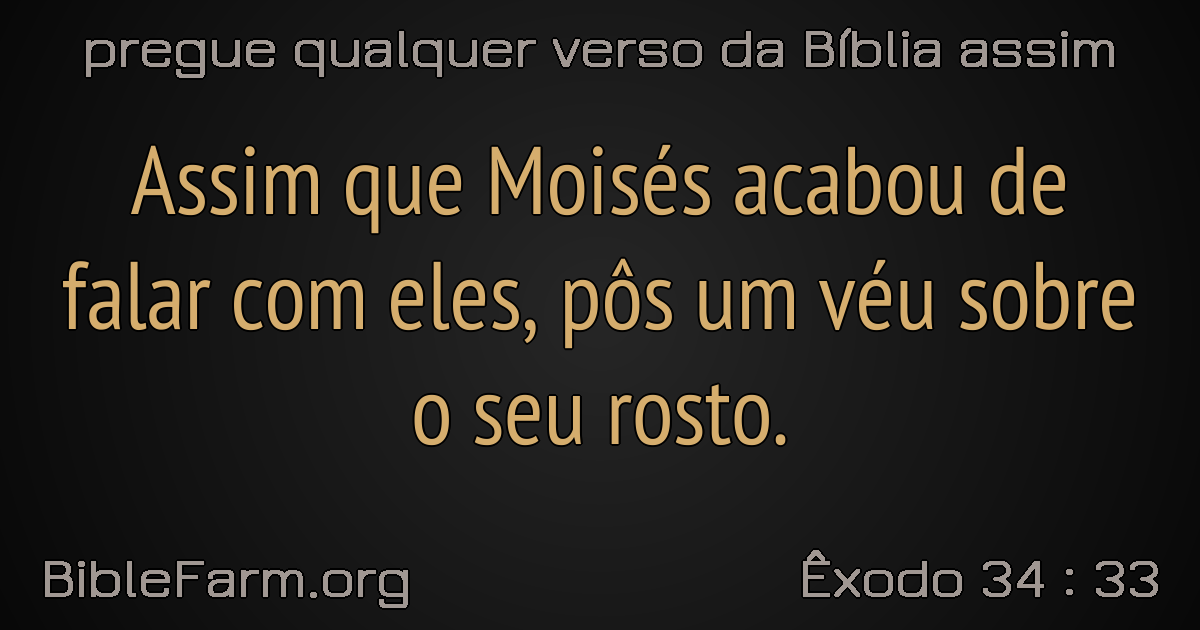 pregue qualquer verso da Bíblia assim
Assim que Moisés acabou de
falar com eles, pôs um véu sobre
o seu rosto.
BibleFarm.org
Êxodo 34 : 33